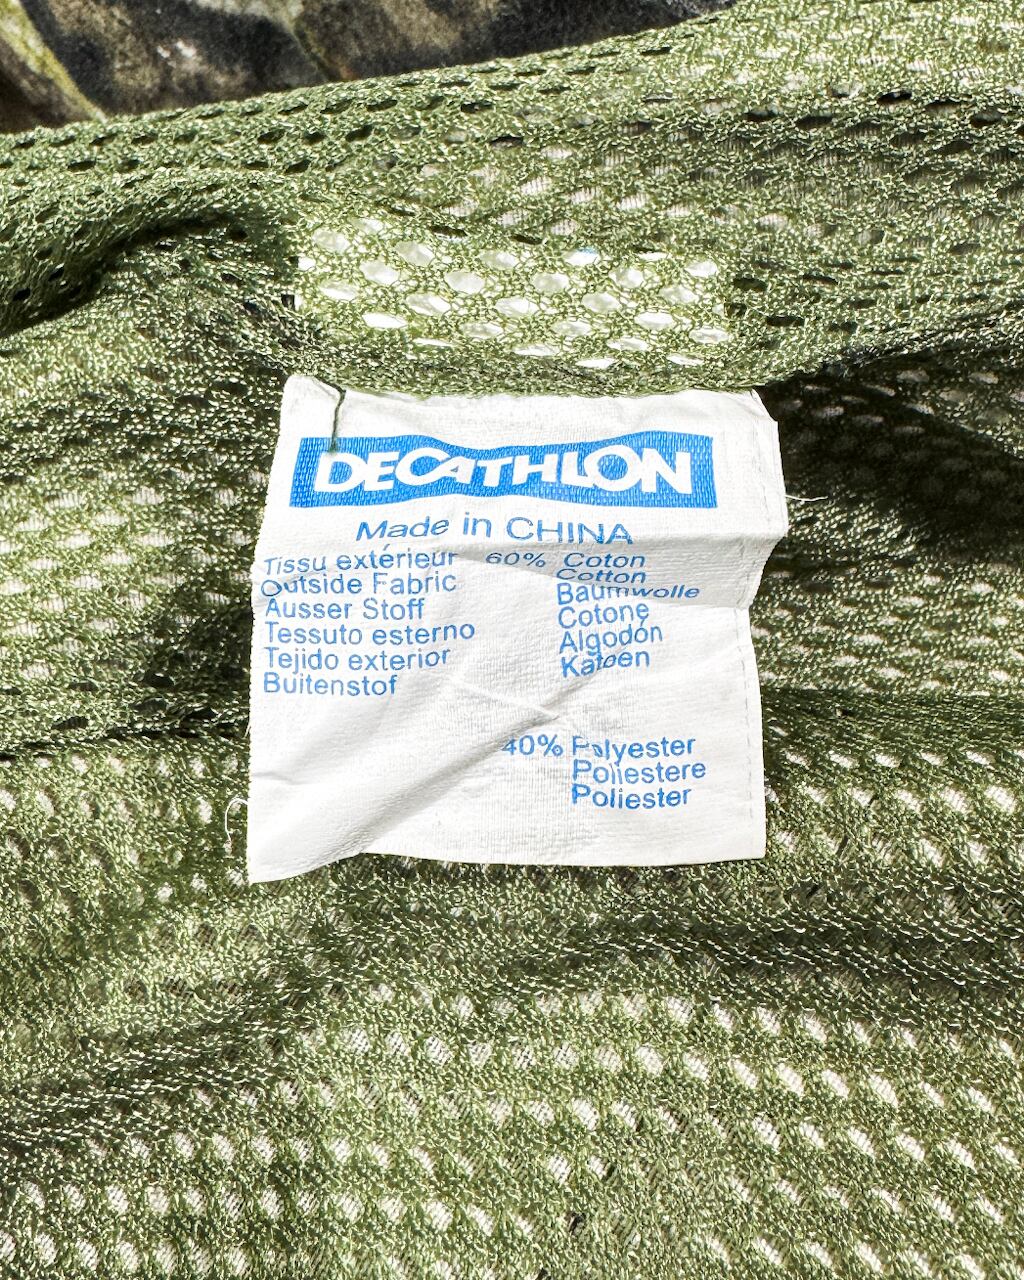 DECATHLON
Made in CHINA
Tissu extérieur 60% Coton
Outside Fabric Cotton
Ausser Stoff Baumwolle
Tessuto esterno Cotone
Tejido exterior Algodón
Buitenstof Katoen
40% Polyester
Poliestere
Poliester